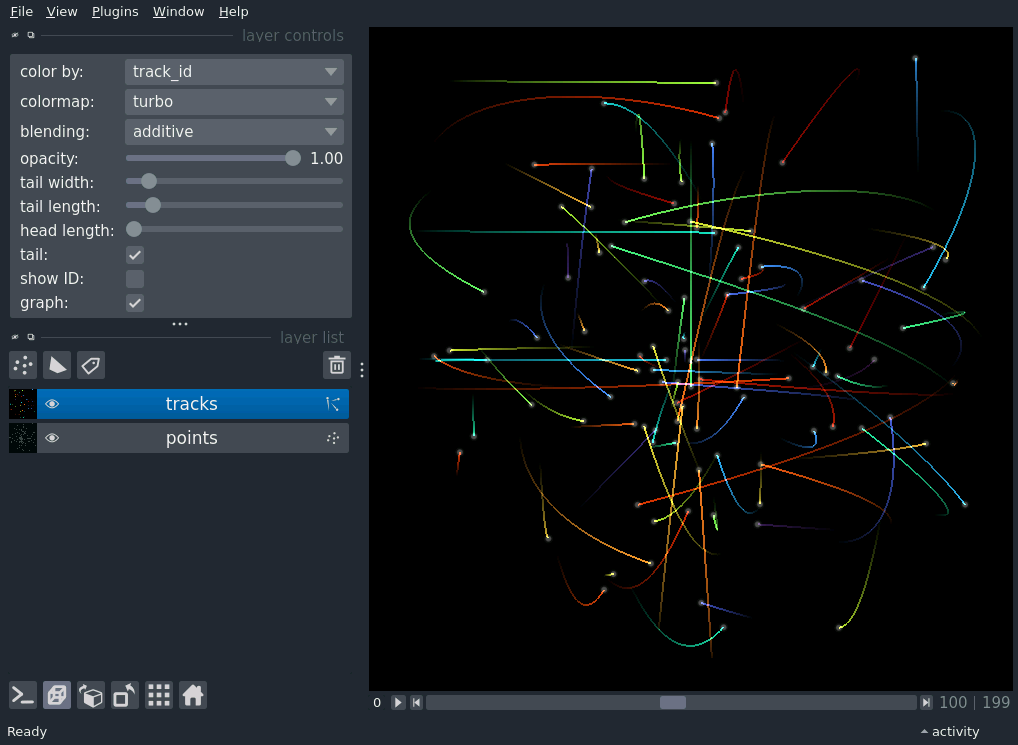 File View Plugins Window Help
layer controls
color by: track_id
colormap: turbo
blending: additive
opacity: 1.00
tail width:
tail length:
head length:
tail:
show ID:
graph:
layer list
tracks
points
0 100 | 199
Ready activity